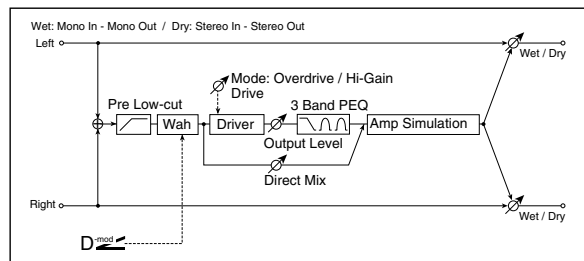 Wet: Mono In - Mono Out / Dry: Stereo In - Stereo Out
Left
Wet / Dry
Mode: Overdrive / Hi-Gain
Drive
Pre Low-cut
3 Band PEQ
Wah
Driver
Amp Simulation
Output Level
Direct Mix
Right
Wet / Dry
D-mod